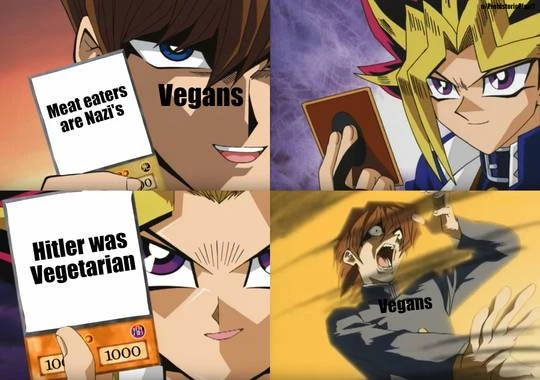 Meat eaters
are Nazi's
Vegans
Hitler was
Vegetarian
1000
Vegans